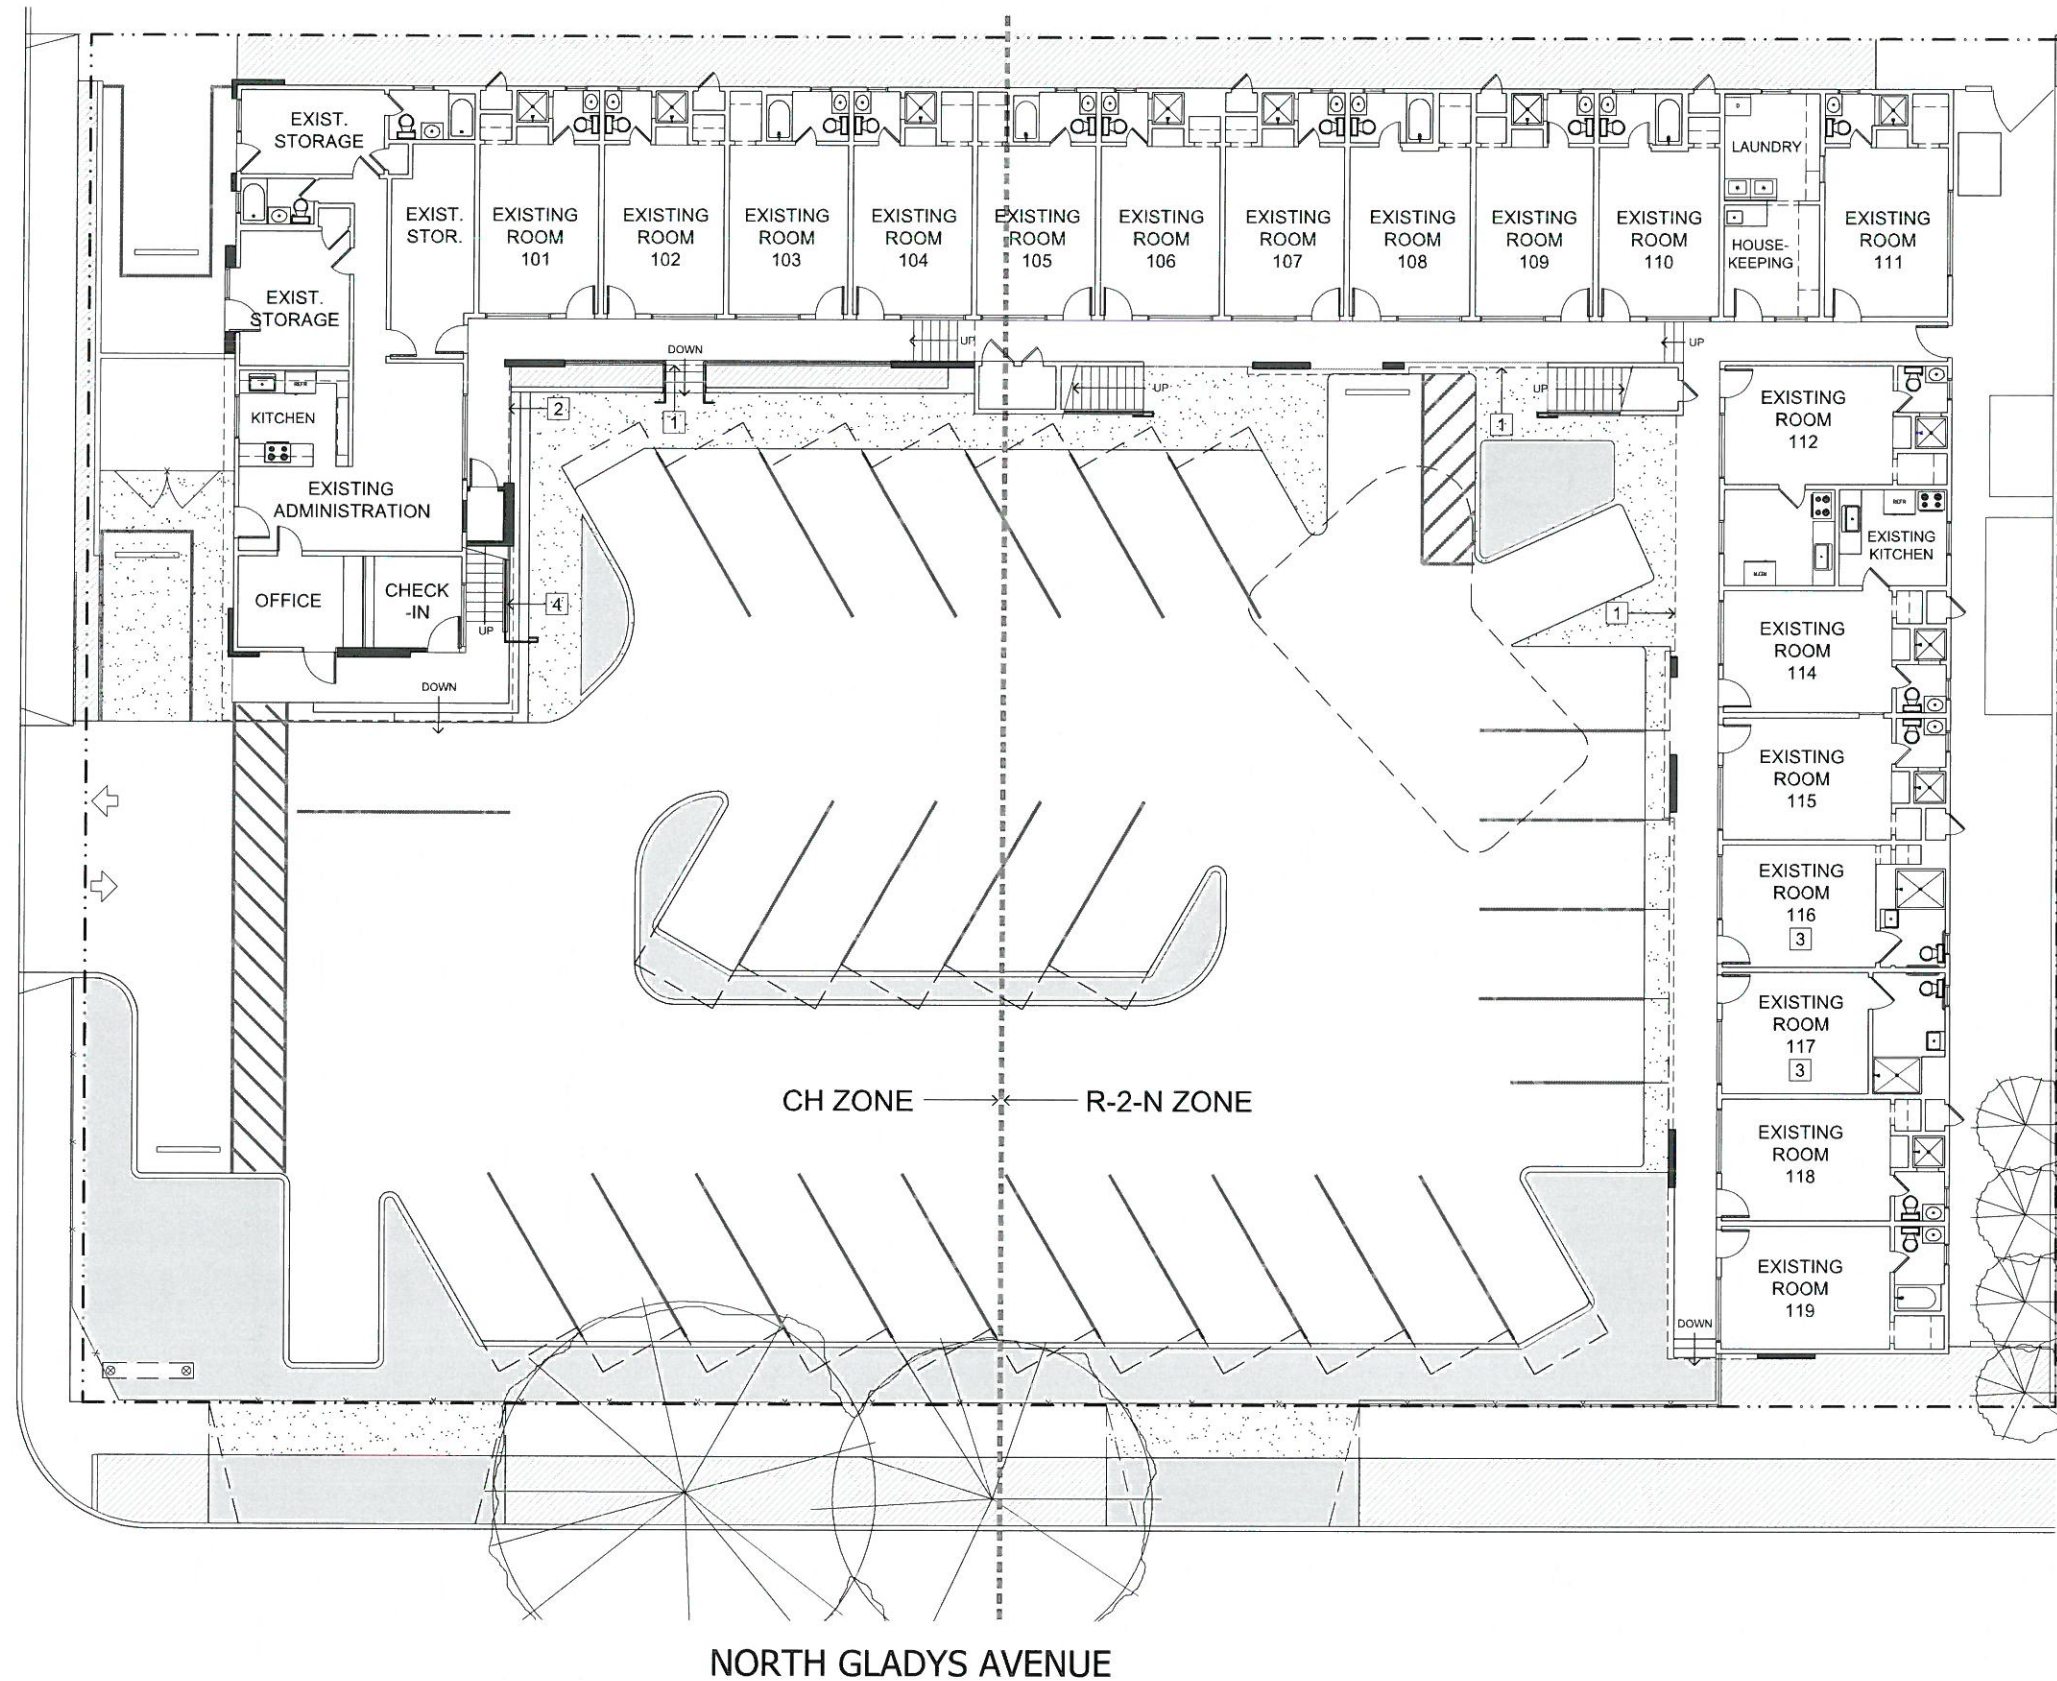 EXIST.
STORAGE
EXIST.
STOR.
EXISTING
ROOM
101
EXISTING
ROOM
102
EXISTING
ROOM
103
EXISTING
ROOM
104
EXISTING
ROOM
105
EXISTING
ROOM
106
EXISTING
ROOM
107
EXISTING
ROOM
108
EXISTING
ROOM
109
EXISTING
ROOM
110
LAUNDRY
HOUSE-
KEEPING
EXISTING
ROOM
111
EXIST.
STORAGE
DOWN
UP
UP
UP
UP
2
1
1
KITCHEN
EXISTING
ADMINISTRATION
OFFICE
CHECK
-IN
4
UP
DOWN
EXISTING
ROOM
112
EXISTING
KITCHEN
1
EXISTING
ROOM
114
EXISTING
ROOM
115
EXISTING
ROOM
116
3
EXISTING
ROOM
117
3
CH ZONE
R-2-N ZONE
EXISTING
ROOM
118
EXISTING
ROOM
119
DOWN
NORTH GLADYS AVENUE